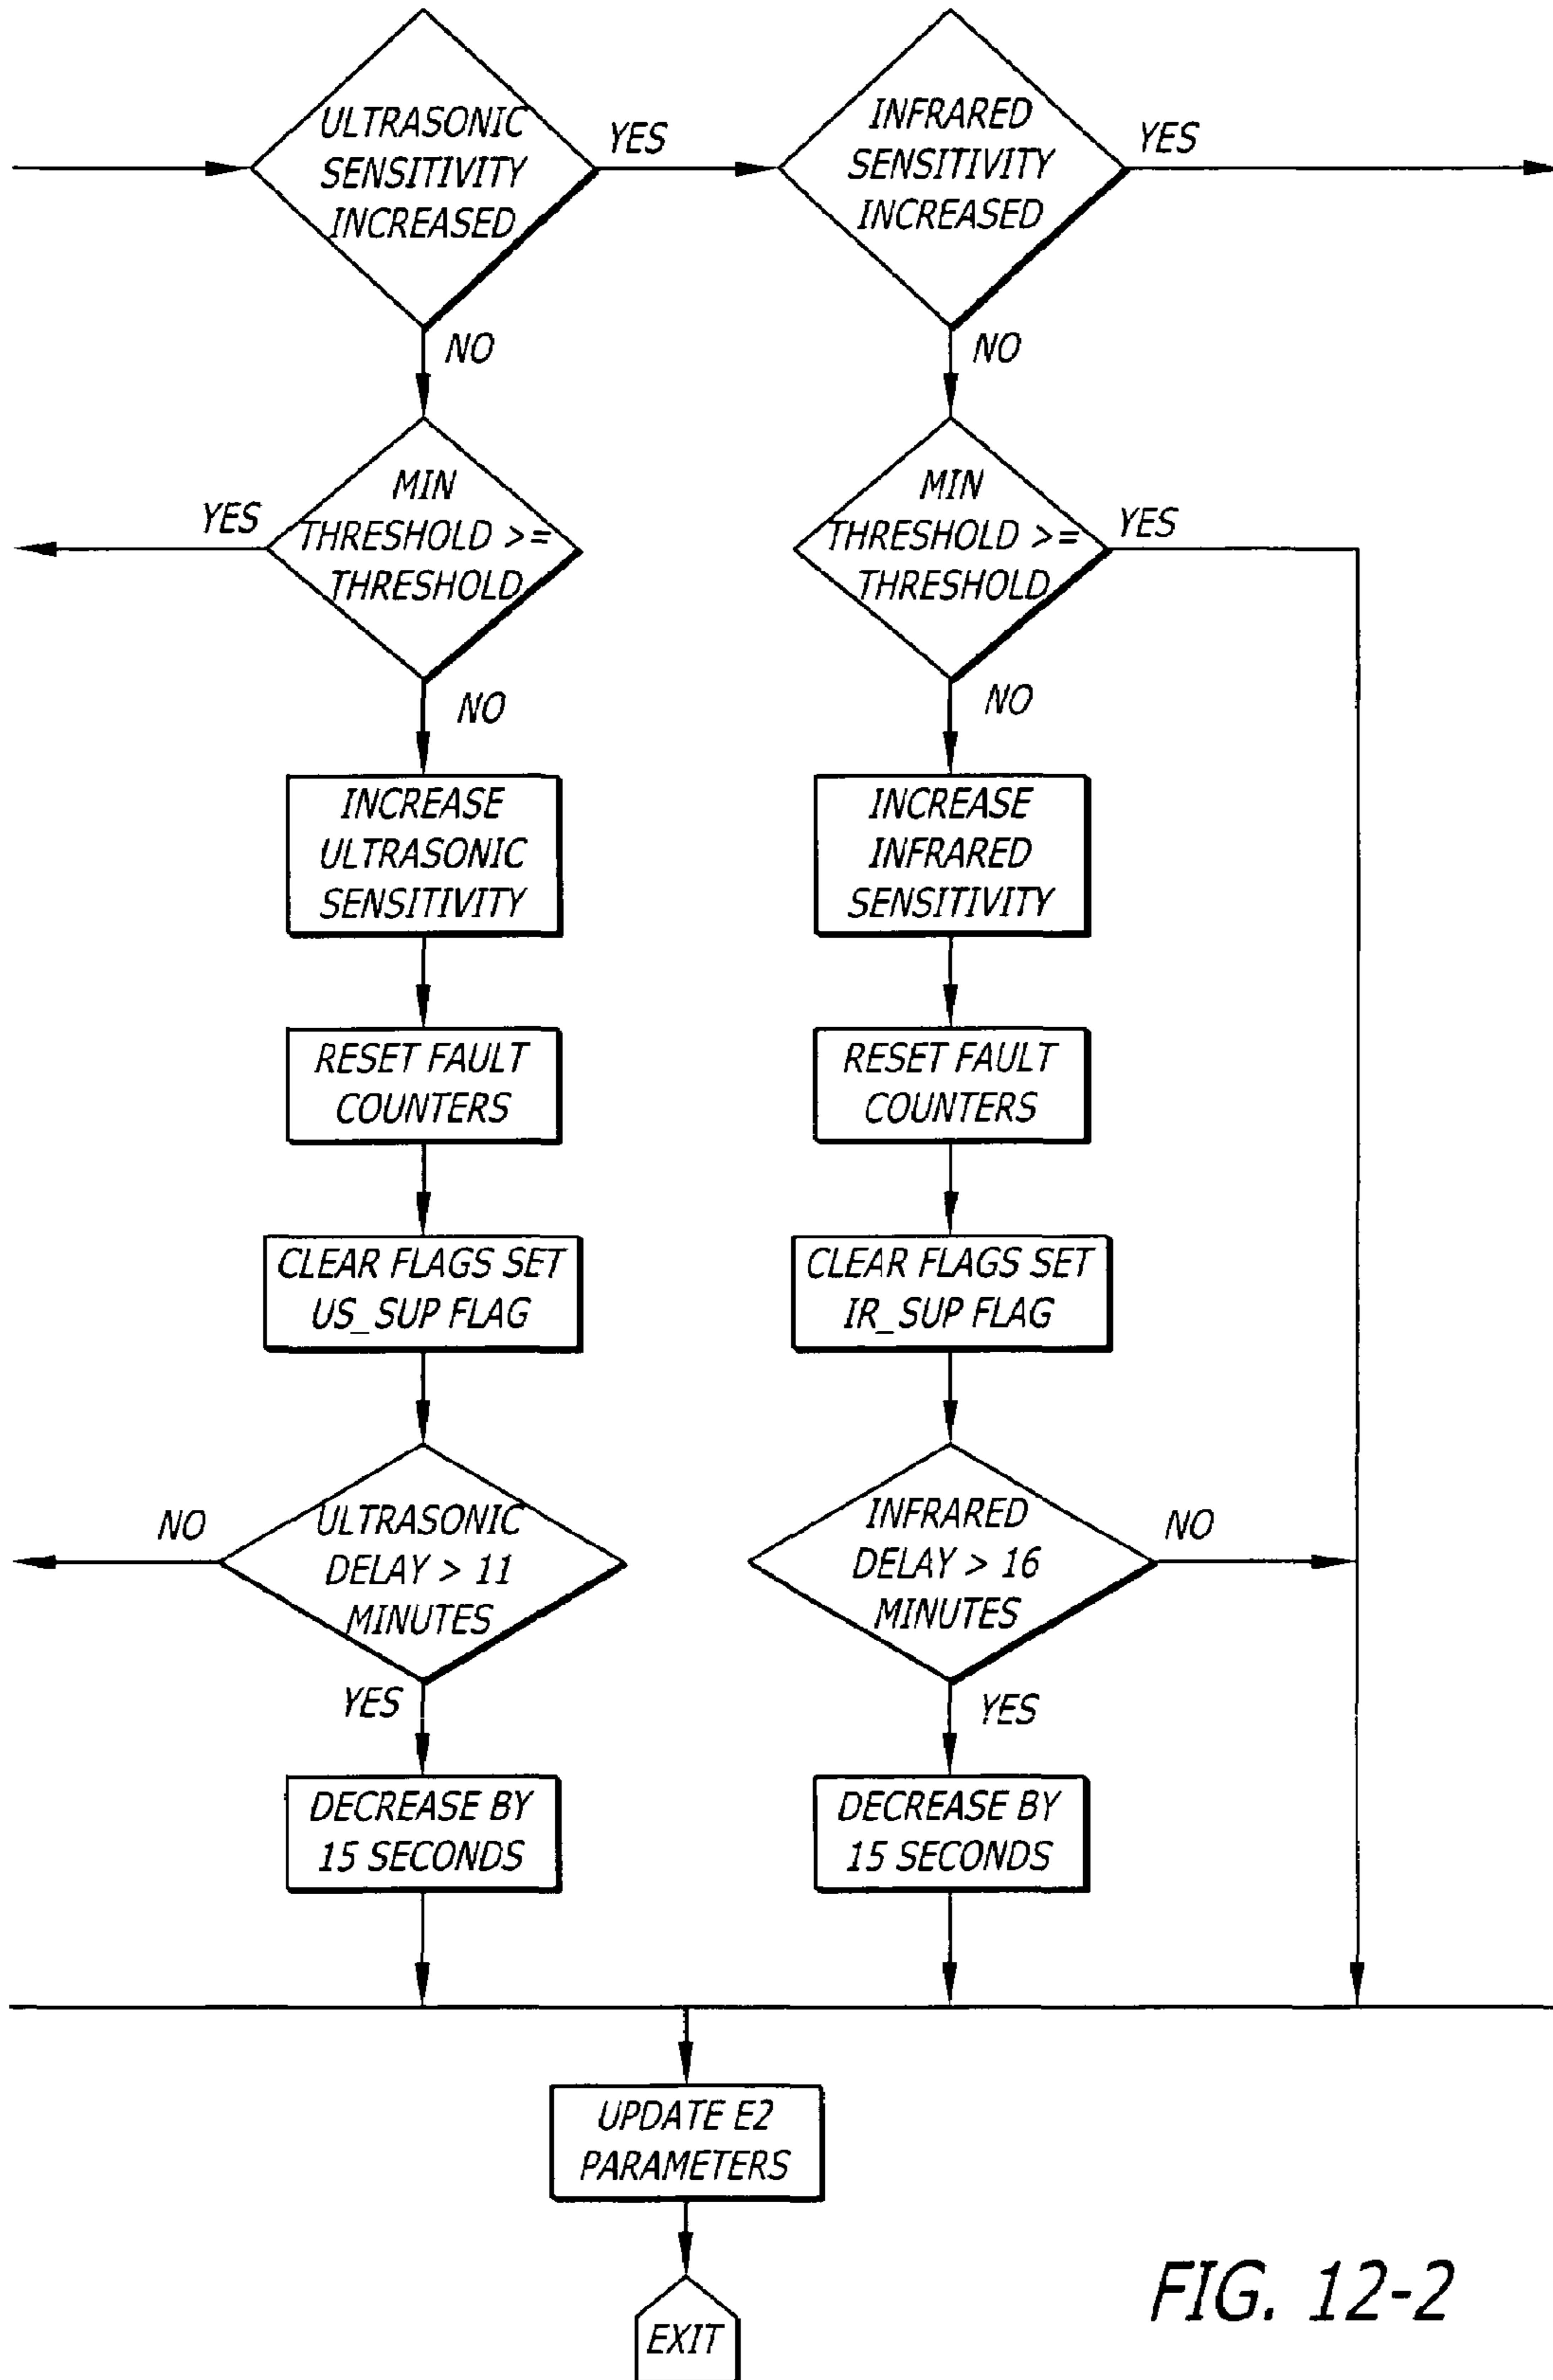 ULTRASONIC
SENSITIVITY
INCREASED
YES
NO
INFRARED
SENSITIVITY
INCREASED
YES
NO
YES
MIN
THRESHOLD >=
THRESHOLD
NO
MIN
THRESHOLD >=
THRESHOLD
YES
NO
INCREASE
ULTRASONIC
SENSITIVITY
INCREASE
INFRARED
SENSITIVITY
RESET FAULT
COUNTERS
RESET FAULT
COUNTERS
CLEAR FLAGS SET
US_SUP FLAG
CLEAR FLAGS SET
IR_SUP FLAG
NO
ULTRASONIC
DELAY > 11
MINUTES
YES
INFRARED
DELAY > 16
MINUTES
NO
YES
DECREASE BY
15 SECONDS
DECREASE BY
15 SECONDS
UPDATE E2
PARAMETERS
EXIT
FIG. 12-2